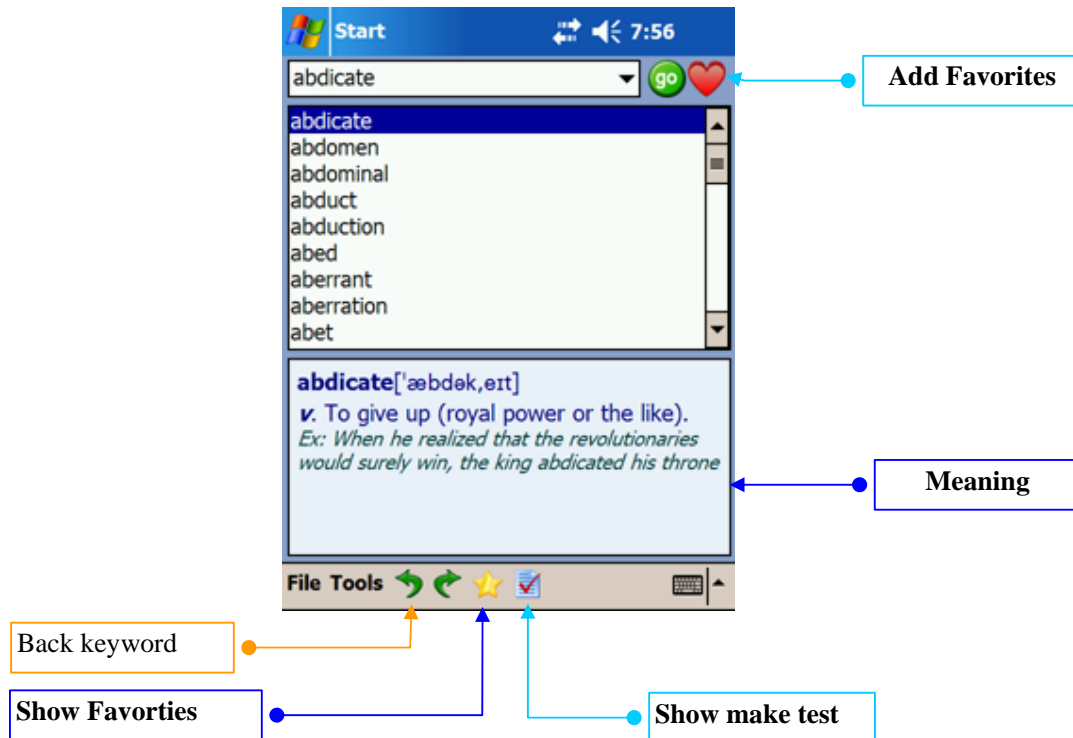 Start 7:56
abdicate go
Add Favorites
abdicate
abdomen
abdominal
abduct
abduction
abed
aberrant
aberration
abet
abdicate['æbdək,eɪt]
v. To give up (royal power or the like).
Ex: When he realized that the revolutionaries
would surely win, the king abdicated his throne
Meaning
File Tools
Back keyword
Show Favorties
Show make test